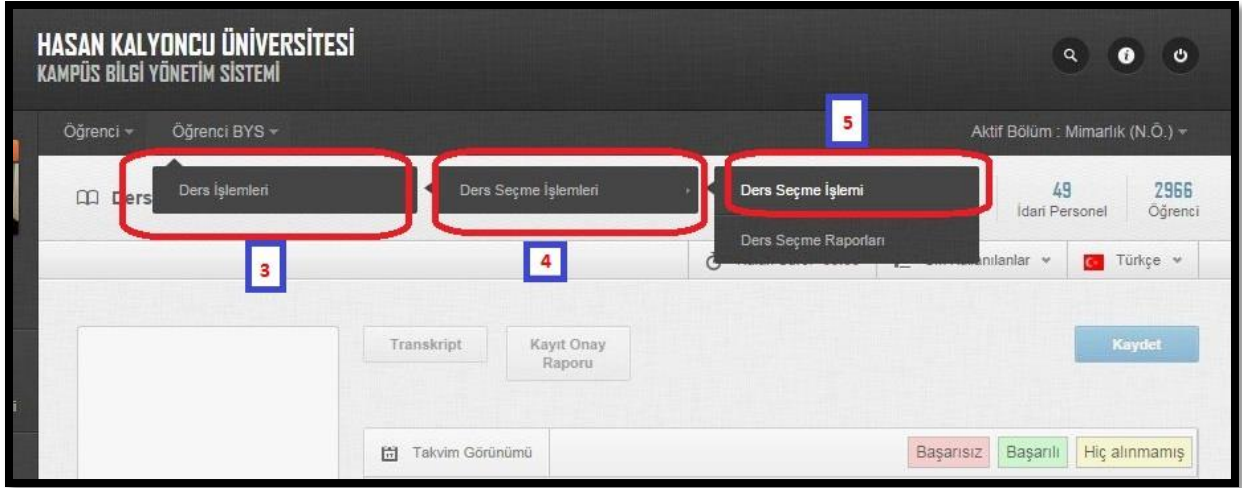 HASAN KALYONCU ÜNİVERSİTESİ
KAMPÜS BİLGİ YÖNETİM SİSTEMİ
5
Öğrenci
Öğrenci BYS
Aktif Bölüm : Mimarlık (N.Ö.)
Ders
Ders İşlemleri
Ders Seçme İşlemleri
Ders Seçme İşlemi
49
İdari Personel
2966
Öğrenci
Ders Seçme Raporları
3
4
Türkçe
Transkript
Kayıt Onay
Raporu
Kaydet
Takvim Görünümü
Başarısız
Başarılı
Hiç alınmamış